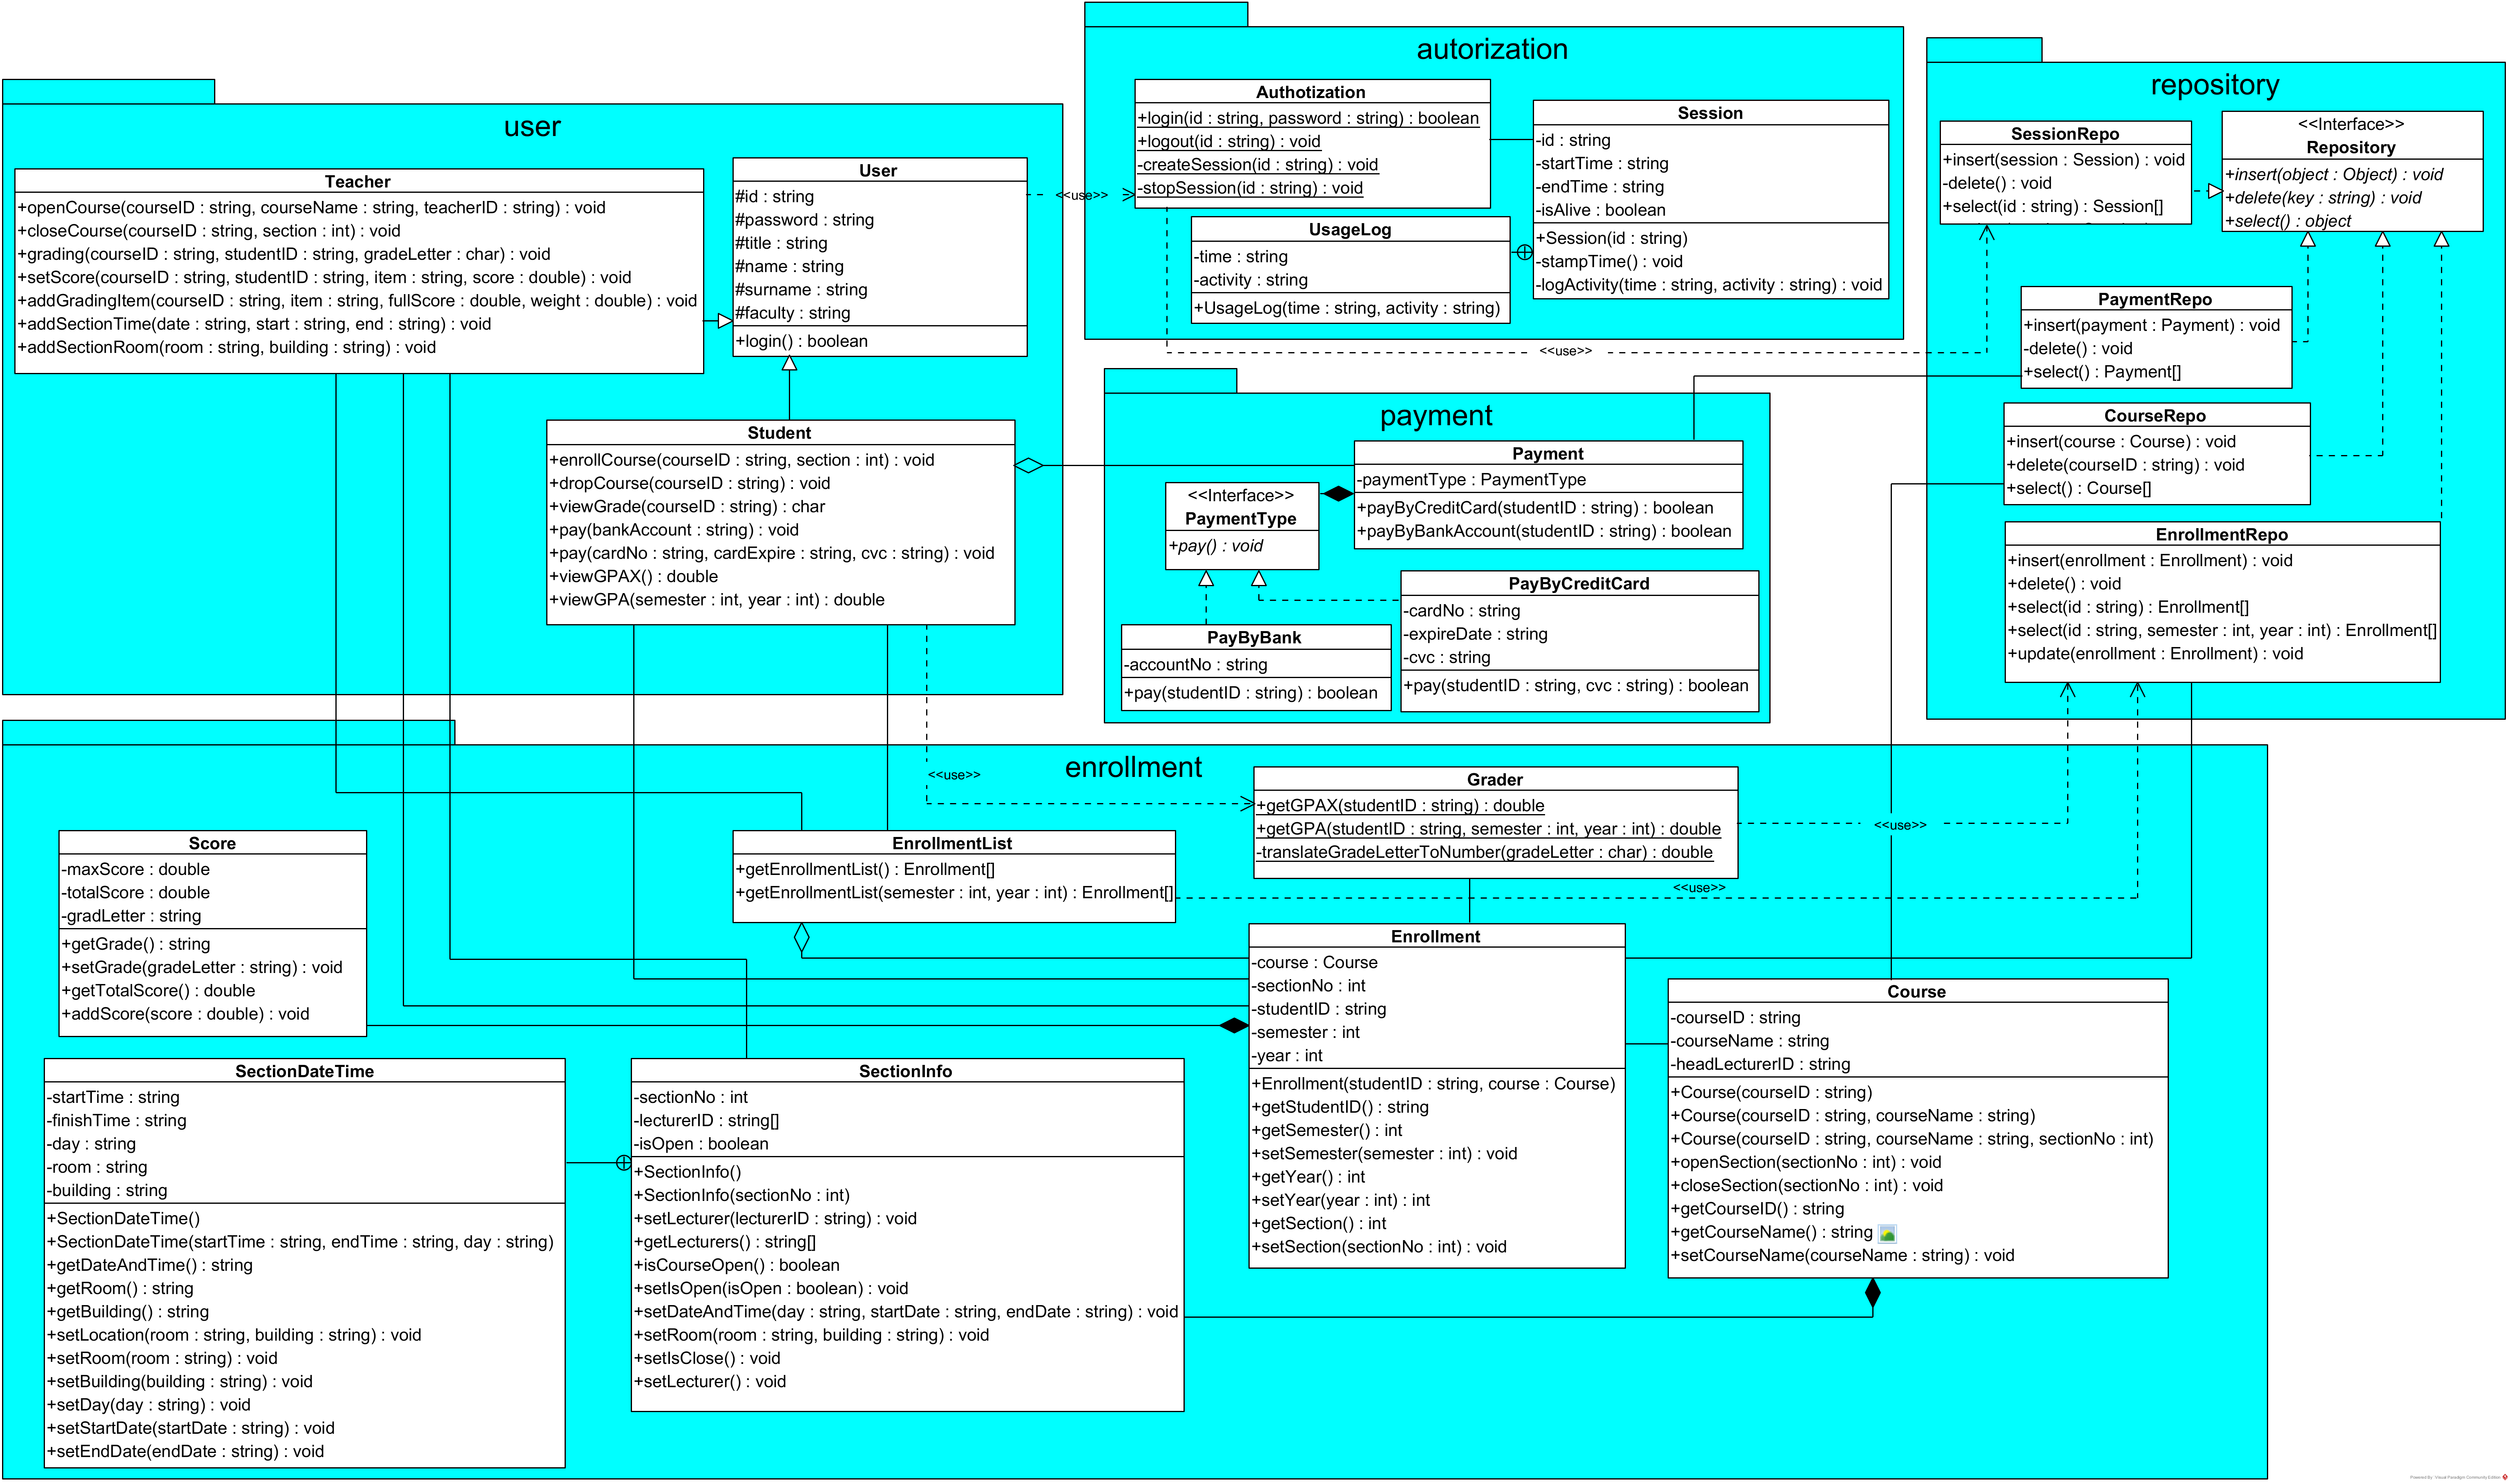 autorization
Authotization
+login(id : string, password : string) : boolean
+logout(id : string) : void
-createSession(id : string) : void
-stopSession(id : string) : void
Session
-id : string
-startTime : string
-endTime : string
-isAlive : boolean
+Session(id : string)
-stampTime() : void
-logActivity(time : string, activity : string) : void
UsageLog
-time : string
-activity : string
+UsageLog(time : string, activity : string)
<<use>>
<<use>>
repository
SessionRepo
+insert(session : Session) : void
-delete() : void
+select(id : string) : Session[]
<<Interface>>
Repository
+insert(object : Object) : void
+delete(key : string) : void
+select() : object
PaymentRepo
+insert(payment : Payment) : void
-delete() : void
+select() : Payment[]
CourseRepo
+insert(course : Course) : void
+delete(courseID : string) : void
+select() : Course[]
EnrollmentRepo
+insert(enrollment : Enrollment) : void
+delete() : void
+select(id : string) : Enrollment[]
+select(id : string, semester : int, year : int) : Enrollment[]
+update(enrollment : Enrollment) : void
user
Teacher
+openCourse(courseID : string, courseName : string, teacherID : string) : void
+closeCourse(courseID : string, section : int) : void
+grading(courseID : string, studentID : string, gradeLetter : char) : void
+setScore(courseID : string, studentID : string, item : string, score : double) : void
+addGradingItem(courseID : string, item : string, fullScore : double, weight : double) : void
+addSectionTime(date : string, start : string, end : string) : void
+addSectionRoom(room : string, building : string) : void
User
#id : string
#password : string
#title : string
#name : string
#surname : string
#faculty : string
+login() : boolean
Student
+enrollCourse(courseID : string, section : int) : void
+dropCourse(courseID : string) : void
+viewGrade(courseID : string) : char
+pay(bankAccount : string) : void
+pay(cardNo : string, cardExpire : string, cvc : string) : void
+viewGPAX() : double
+viewGPA(semester : int, year : int) : double
payment
Payment
-paymentType : PaymentType
+payByCreditCard(studentID : string) : boolean
+payByBankAccount(studentID : string) : boolean
<<Interface>>
PaymentType
+pay() : void
PayByCreditCard
-cardNo : string
-expireDate : string
-cvc : string
+pay(studentID : string, cvc : string) : boolean
PayByBank
-accountNo : string
+pay(studentID : string) : boolean
enrollment
<<use>>
Grader
+getGPAX(studentID : string) : double
+getGPA(studentID : string, semester : int, year : int) : double
-translateGradeLetterToNumber(gradeLetter : char) : double
<<use>>
<<use>>
Score
-maxScore : double
-totalScore : double
-gradLetter : string
+getGrade() : string
+setGrade(gradeLetter : string) : void
+getTotalScore() : double
+addScore(score : double) : void
EnrollmentList
+getEnrollmentList() : Enrollment[]
+getEnrollmentList(semester : int, year : int) : Enrollment[]
Enrollment
-course : Course
-sectionNo : int
-studentID : string
-semester : int
-year : int
+Enrollment(studentID : string, course : Course)
+getStudentID() : string
+getSemester() : int
+setSemester(semester : int) : void
+getYear() : int
+setYear(year : int) : int
+getSection() : int
+setSection(sectionNo : int) : void
Course
-courseID : string
-courseName : string
-headLecturerID : string
+Course(courseID : string)
+Course(courseID : string, courseName : string)
+Course(courseID : string, courseName : string, sectionNo : int)
+openSection(sectionNo : int) : void
+closeSection(sectionNo : int) : void
+getCourseID() : string
+getCourseName() : string
+setCourseName(courseName : string) : void
SectionDateTime
-startTime : string
-finishTime : string
-day : string
-room : string
-building : string
+SectionDateTime()
+SectionDateTime(startTime : string, endTime : string, day : string)
+getDateAndTime() : string
+getRoom() : string
+getBuilding() : string
+setLocation(room : string, building : string) : void
+setRoom(room : string) : void
+setBuilding(building : string) : void
+setDay(day : string) : void
+setStartDate(startDate : string) : void
+setEndDate(endDate : string) : void
SectionInfo
-sectionNo : int
-lecturerID : string[]
-isOpen : boolean
+SectionInfo()
+SectionInfo(sectionNo : int)
+setLecturer(lecturerID : string) : void
+getLecturers() : string[]
+isCourseOpen() : boolean
+setIsOpen(isOpen : boolean) : void
+setDateAndTime(day : string, startDate : string, endDate : string) : void
+setRoom(room : string, building : string) : void
+setIsClose() : void
+setLecturer() : void
Powered By Visual Paradigm Community Edition